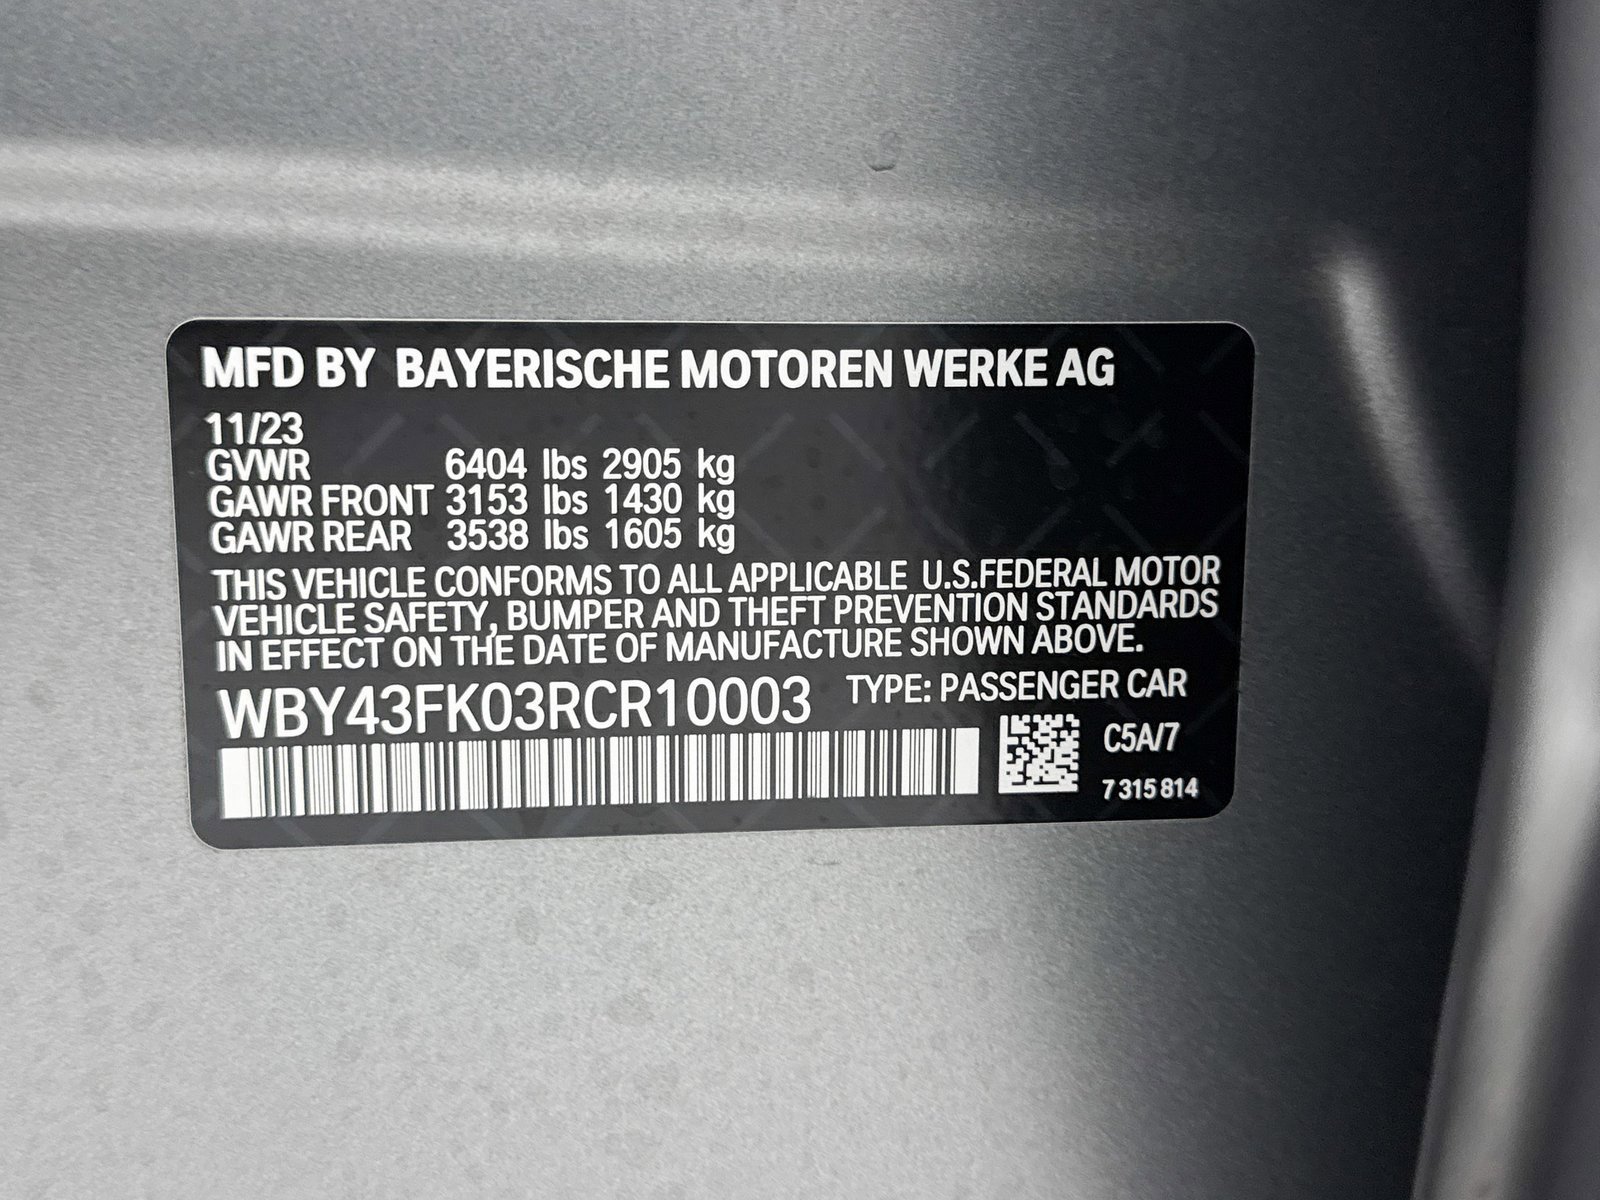 MFD BY BAYERISCHE MOTOREN WERKE AG
11/23
GVWR 6404 lbs 2905 kg
GAWR FRONT 3153 lbs 1430 kg
GAWR REAR 3538 lbs 1605 kg
THIS VEHICLE CONFORMS TO ALL APPLICABLE U.S.FEDERAL MOTOR
VEHICLE SAFETY, BUMPER AND THEFT PREVENTION STANDARDS
IN EFFECT ON THE DATE OF MANUFACTURE SHOWN ABOVE.
WBY43FK03RCR10003 TYPE: PASSENGER CAR
C5A/7
7 315 814